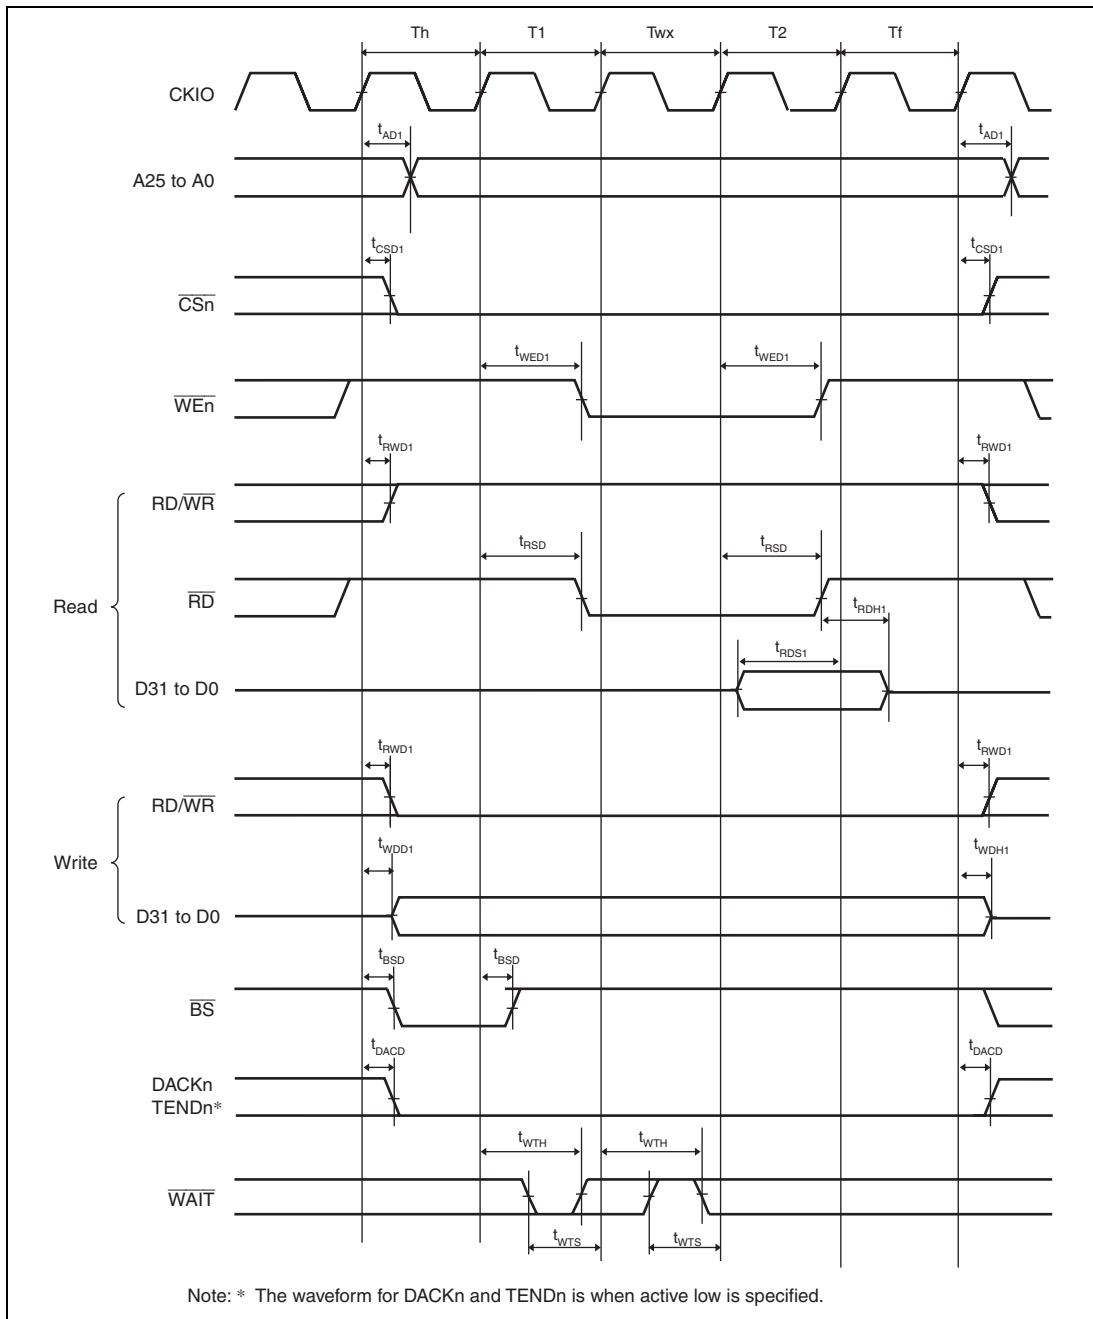 Th T1 Twx T2 Tf
CKIO
tAD1 tAD1
A25 to A0
tCSD1 tCSD1
CSn
tWED1 tWED1
WEn
tRWD1 tRWD1
RD/WR
tRSD tRSD
Read
RD
tRDH1
tRDS1
D31 to D0
tRWD1 tRWD1
RD/WR
tWDD1 tWDH1
Write
D31 to D0
tBSD tBSD
BS
tDACD tDACD
DACKn
TENDn*
tWTH tWTH
WAIT
tWTS tWTS
Note: * The waveform for DACKn and TENDn is when active low is specified.